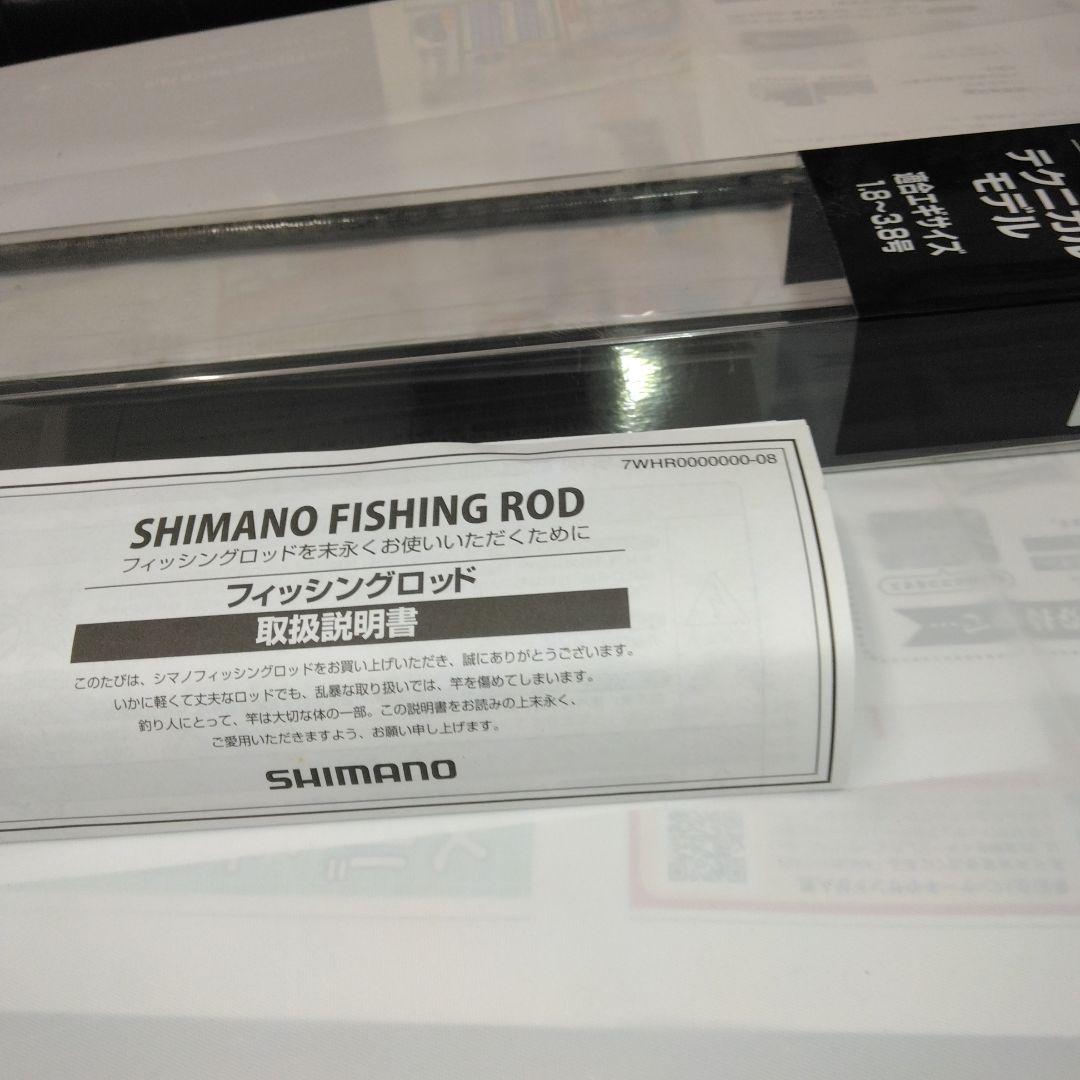 テクニカル
モデル
適合エギサイズ
1.8~3.8号
7WHR0000000-08
SHIMANO FISHING ROD
フィッシングロッドを末永くお使いいただくために
フィッシングロッド
取扱説明書
このたびは、シマノフィッシングロッドをお買い上げいただき、誠にありがとうございます。
いかに軽くて丈夫なロッドでも、乱暴な取り扱いでは、竿を傷めてしまいます。
釣り人にとって、竿は大切な体の一部。この説明書をお読みの上末永く、
ご愛用いただきますよう、お願い申し上げます。
SHIMANO